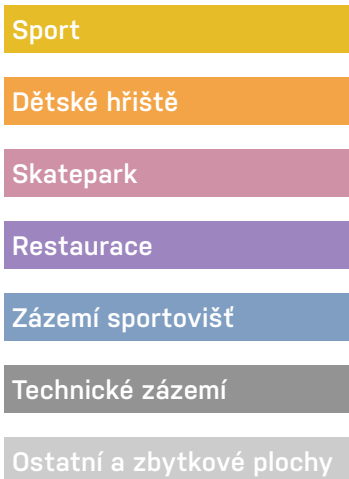 Sport
Dětské hřiště
Skatepark
Restaurace
Zázemí sportovišť
Technické zázemí
Ostatní a zbytkové plochy